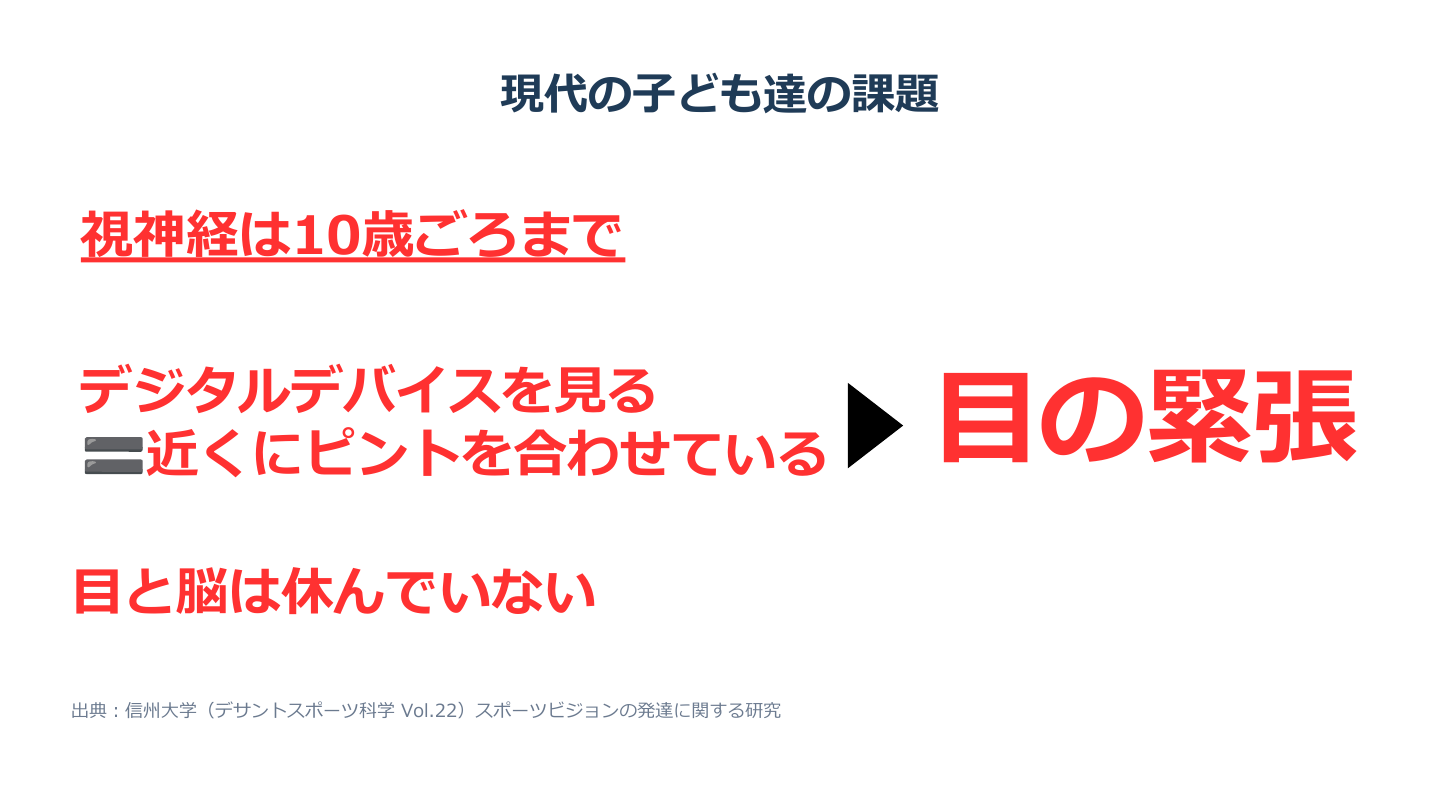 現代の子ども達の課題
視神経は10歳ごろまで
デジタルデバイスを見る
🟰近くにピントを合わせている
▶
目の緊張
目と脳は休んでいない
出典：信州大学（デサントスポーツ科学 Vol.22）スポーツビジョンの発達に関する研究